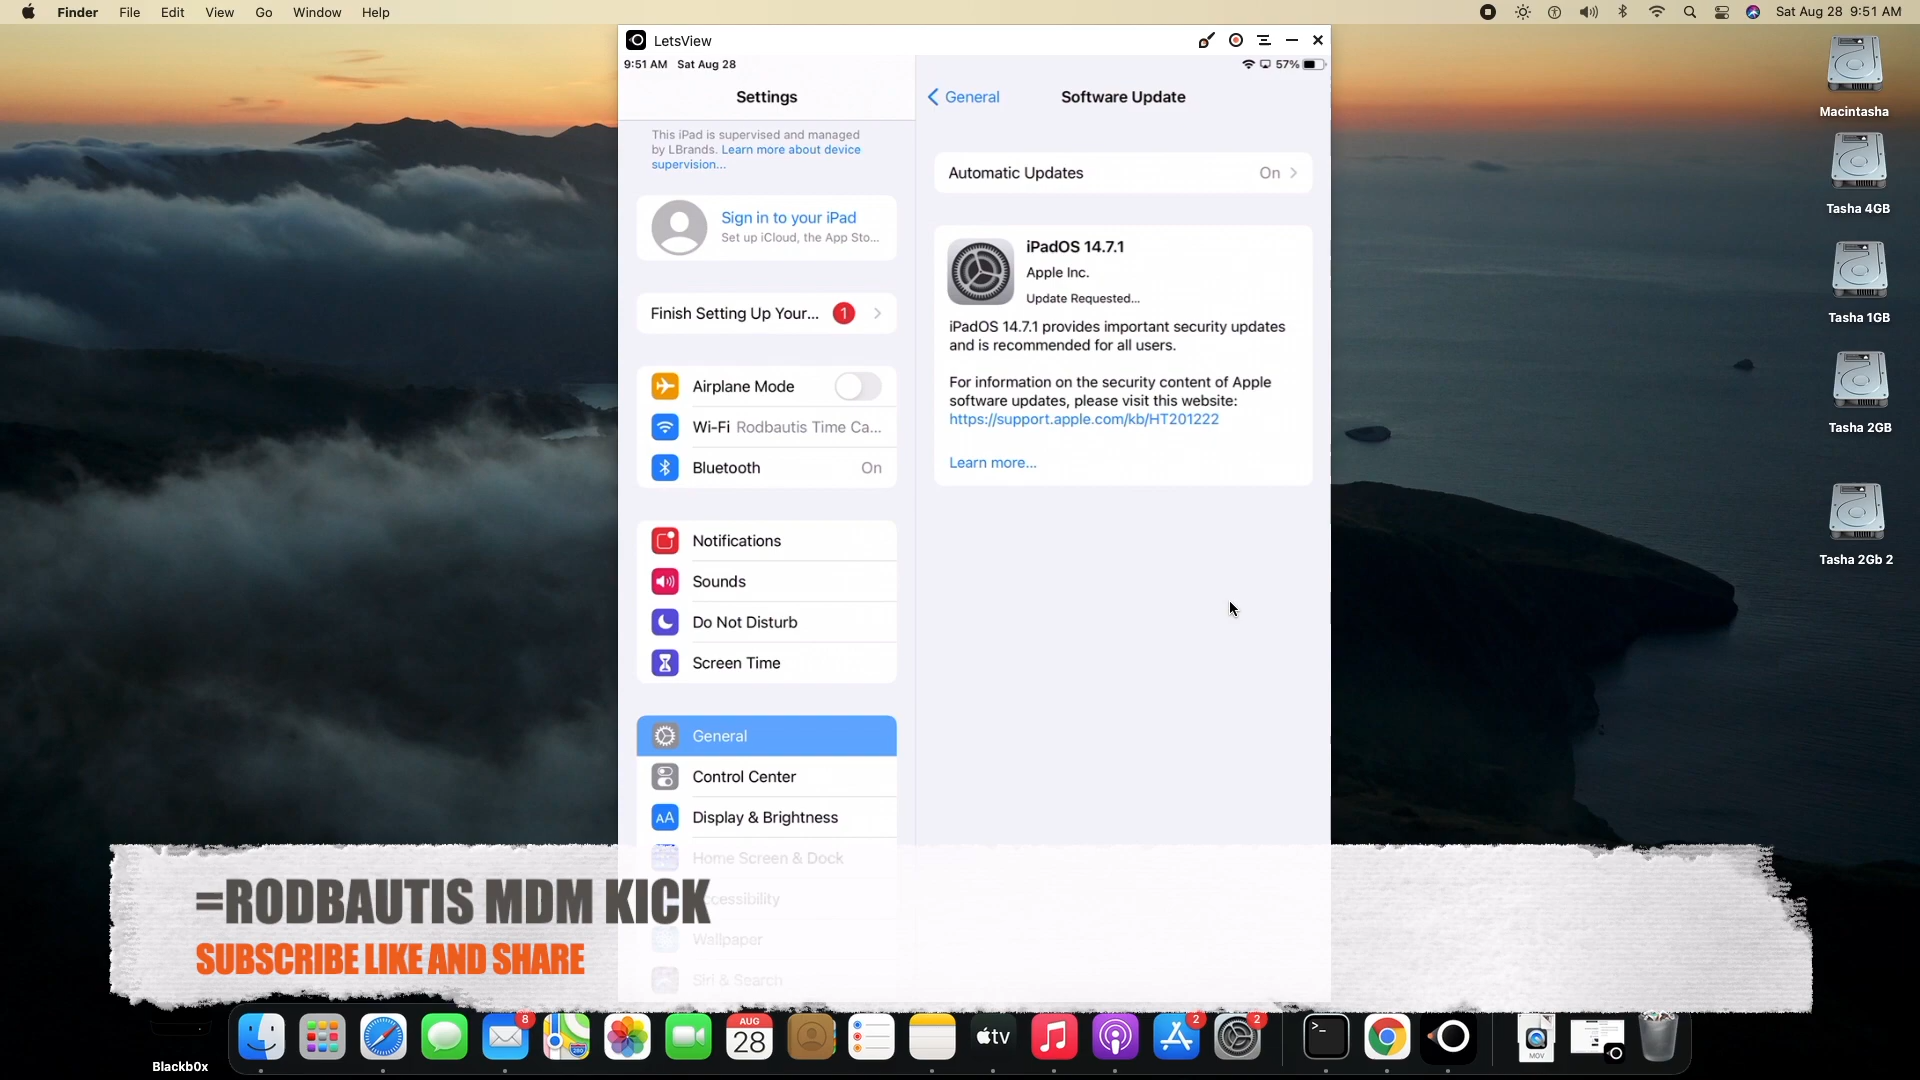 Finder File Edit View Go Window Help
Sat Aug 28 9:51 AM
LetsView
9:51 AM Sat Aug 28
57%
Settings
This iPad is supervised and managed
by LBrands. Learn more about device
supervision...
Sign in to your iPad
Set up iCloud, the App Sto...
Finish Setting Up Your... 1
Airplane Mode
Wi-Fi Rodbautis Time Ca...
Bluetooth On
Notifications
Sounds
Do Not Disturb
Screen Time
General
Control Center
Display & Brightness
Home Screen & Dock
ccessibility
Wallpaper
Siri & Search
General
Software Update
Automatic Updates On
iPadOS 14.7.1
Apple Inc.
Update Requested...
iPadOS 14.7.1 provides important security updates
and is recommended for all users.
For information on the security content of Apple
software updates, please visit this website:
https://support.apple.com/kb/HT201222
Learn more...
Macintasha
Tasha 4GB
Tasha 1GB
Tasha 2GB
Tasha 2Gb 2
=RODBAUTIS MDM KICK
SUBSCRIBE LIKE AND SHARE
Blackb0x
8
AUG
28
tv
2
2
MOV